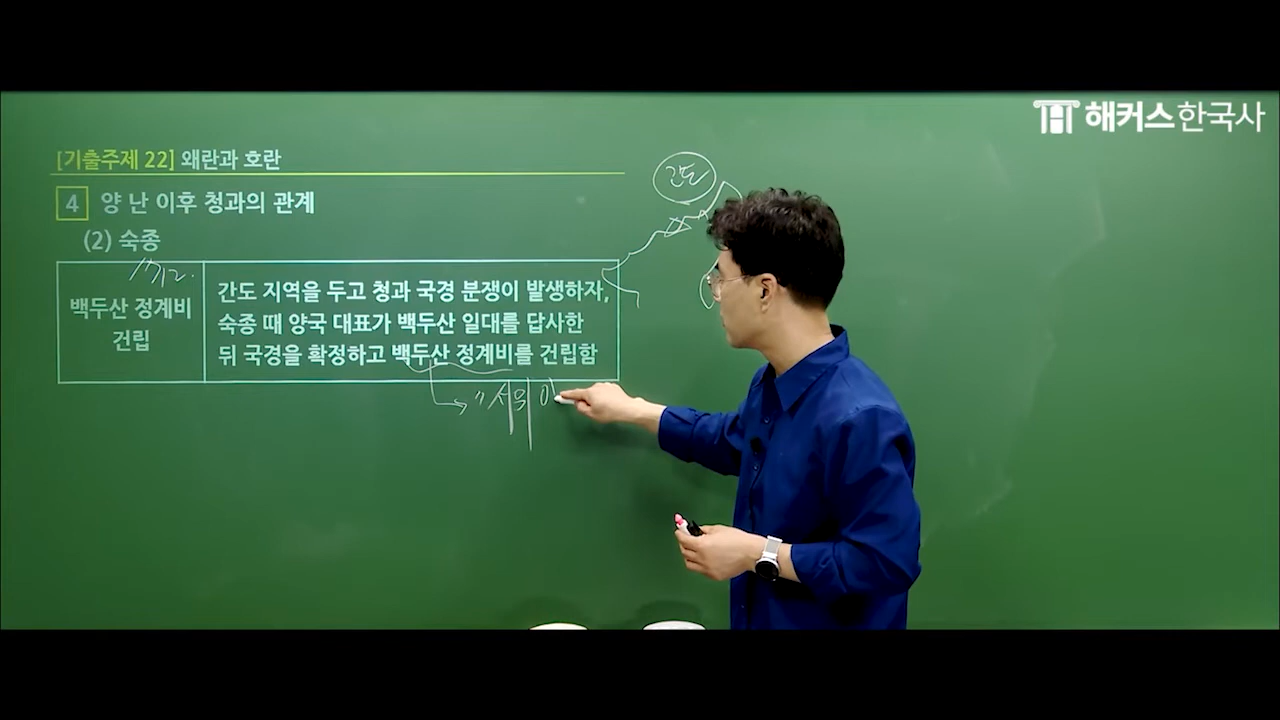 해커스한국사
[기출주제 22] 왜란과 호란
4 양 난 이후 청과의 관계
(2) 숙종
1712.
백두산 정계비
건립
간도 지역을 두고 청과 국경 분쟁이 발생하자,
숙종 때 양국 대표가 백두산 일대를 답사한
뒤 국경을 확정하고 백두산 정계비를 건립함
간도
"서위